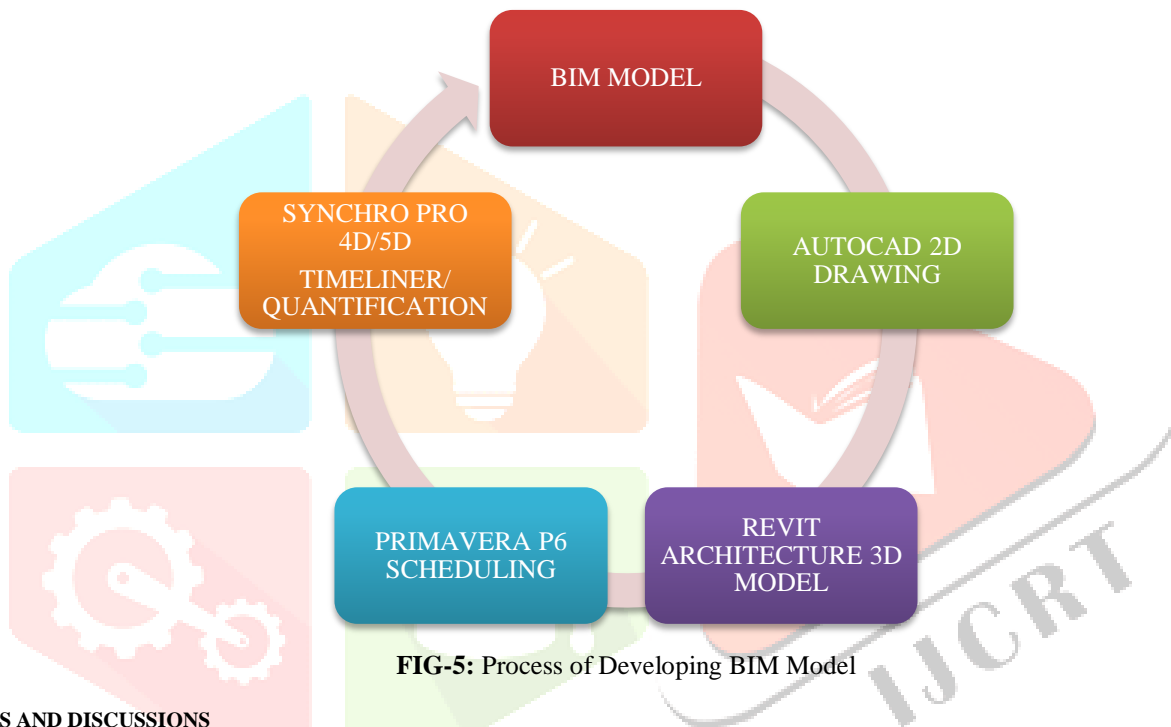 BIM MODEL
AUTOCAD 2D
DRAWING
REVIT
ARCHITECTURE 3D
MODEL
PRIMAVERA P6
SCHEDULING
SYNCHRO PRO
4D/5D
TIMELINER/
QUANTIFICATION
IJCRT
FIG-5: Process of Developing BIM Model
S AND DISCUSSIONS